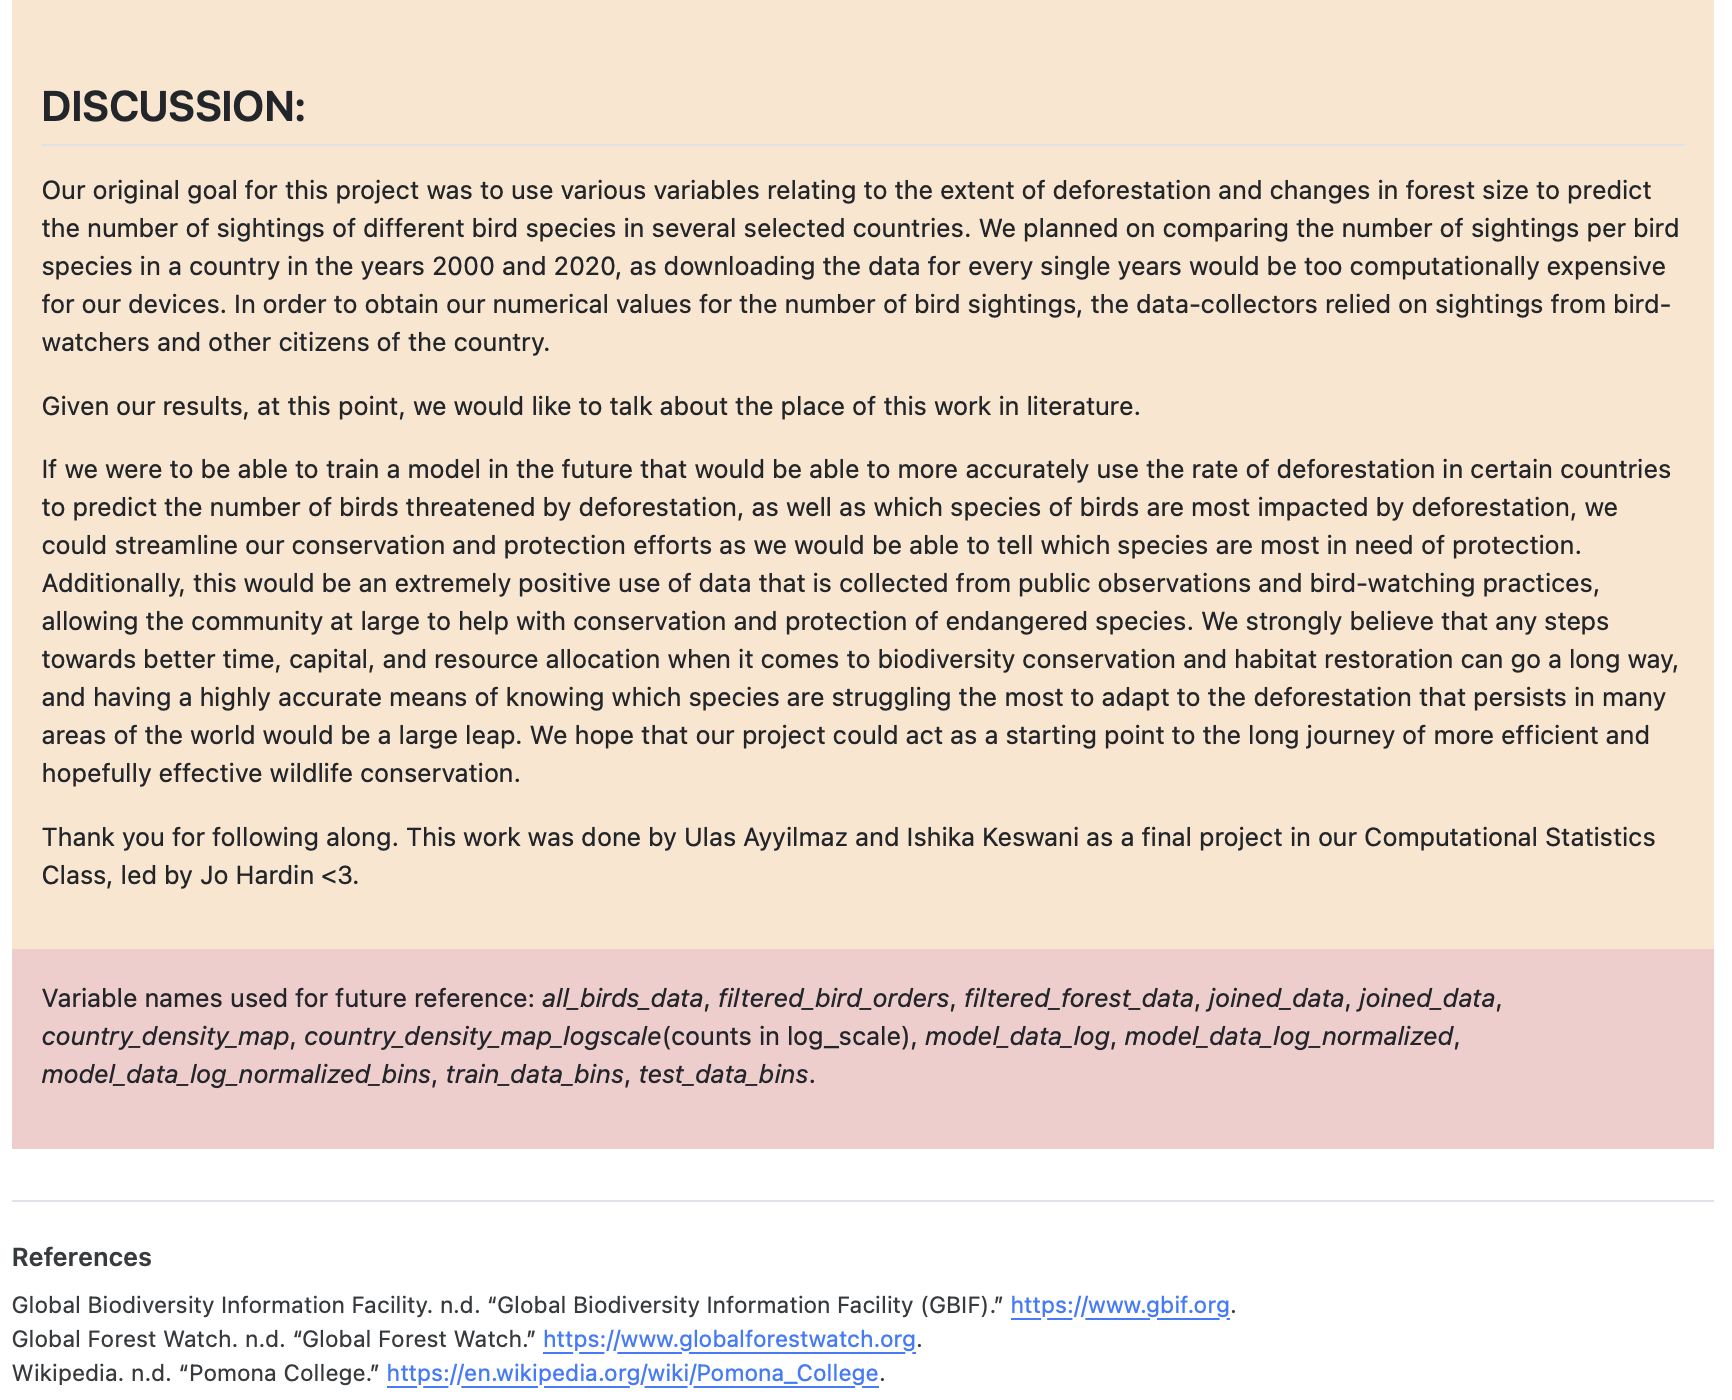 DISCUSSION:
Our original goal for this project was to use various variables relating to the extent of deforestation and changes in forest size to predict
the number of sightings of different bird species in several selected countries. We planned on comparing the number of sightings per bird
species in a country in the years 2000 and 2020, as downloading the data for every single years would be too computationally expensive
for our devices. In order to obtain our numerical values for the number of bird sightings, the data-collectors relied on sightings from bird-
watchers and other citizens of the country.
Given our results, at this point, we would like to talk about the place of this work in literature.
If we were to be able to train a model in the future that would be able to more accurately use the rate of deforestation in certain countries
to predict the number of birds threatened by deforestation, as well as which species of birds are most impacted by deforestation, we
could streamline our conservation and protection efforts as we would be able to tell which species are most in need of protection.
Additionally, this would be an extremely positive use of data that is collected from public observations and bird-watching practices,
allowing the community at large to help with conservation and protection of endangered species. We strongly believe that any steps
towards better time, capital, and resource allocation when it comes to biodiversity conservation and habitat restoration can go a long way,
and having a highly accurate means of knowing which species are struggling the most to adapt to the deforestation that persists in many
areas of the world would be a large leap. We hope that our project could act as a starting point to the long journey of more efficient and
hopefully effective wildlife conservation.
Thank you for following along. This work was done by Ulas Ayyilmaz and Ishika Keswani as a final project in our Computational Statistics
Class, led by Jo Hardin <3.
Variable names used for future reference: all_birds_data, filtered_bird_orders, filtered_forest_data, joined_data, joined_data,
country_density_map, country_density_map_logscale(counts in log_scale), model_data_log, model_data_log_normalized,
model_data_log_normalized_bins, train_data_bins, test_data_bins.
References
Global Biodiversity Information Facility. n.d. “Global Biodiversity Information Facility (GBIF).” https://www.gbif.org.
Global Forest Watch. n.d. “Global Forest Watch.” https://www.globalforestwatch.org.
Wikipedia. n.d. “Pomona College.” https://en.wikipedia.org/wiki/Pomona_College.